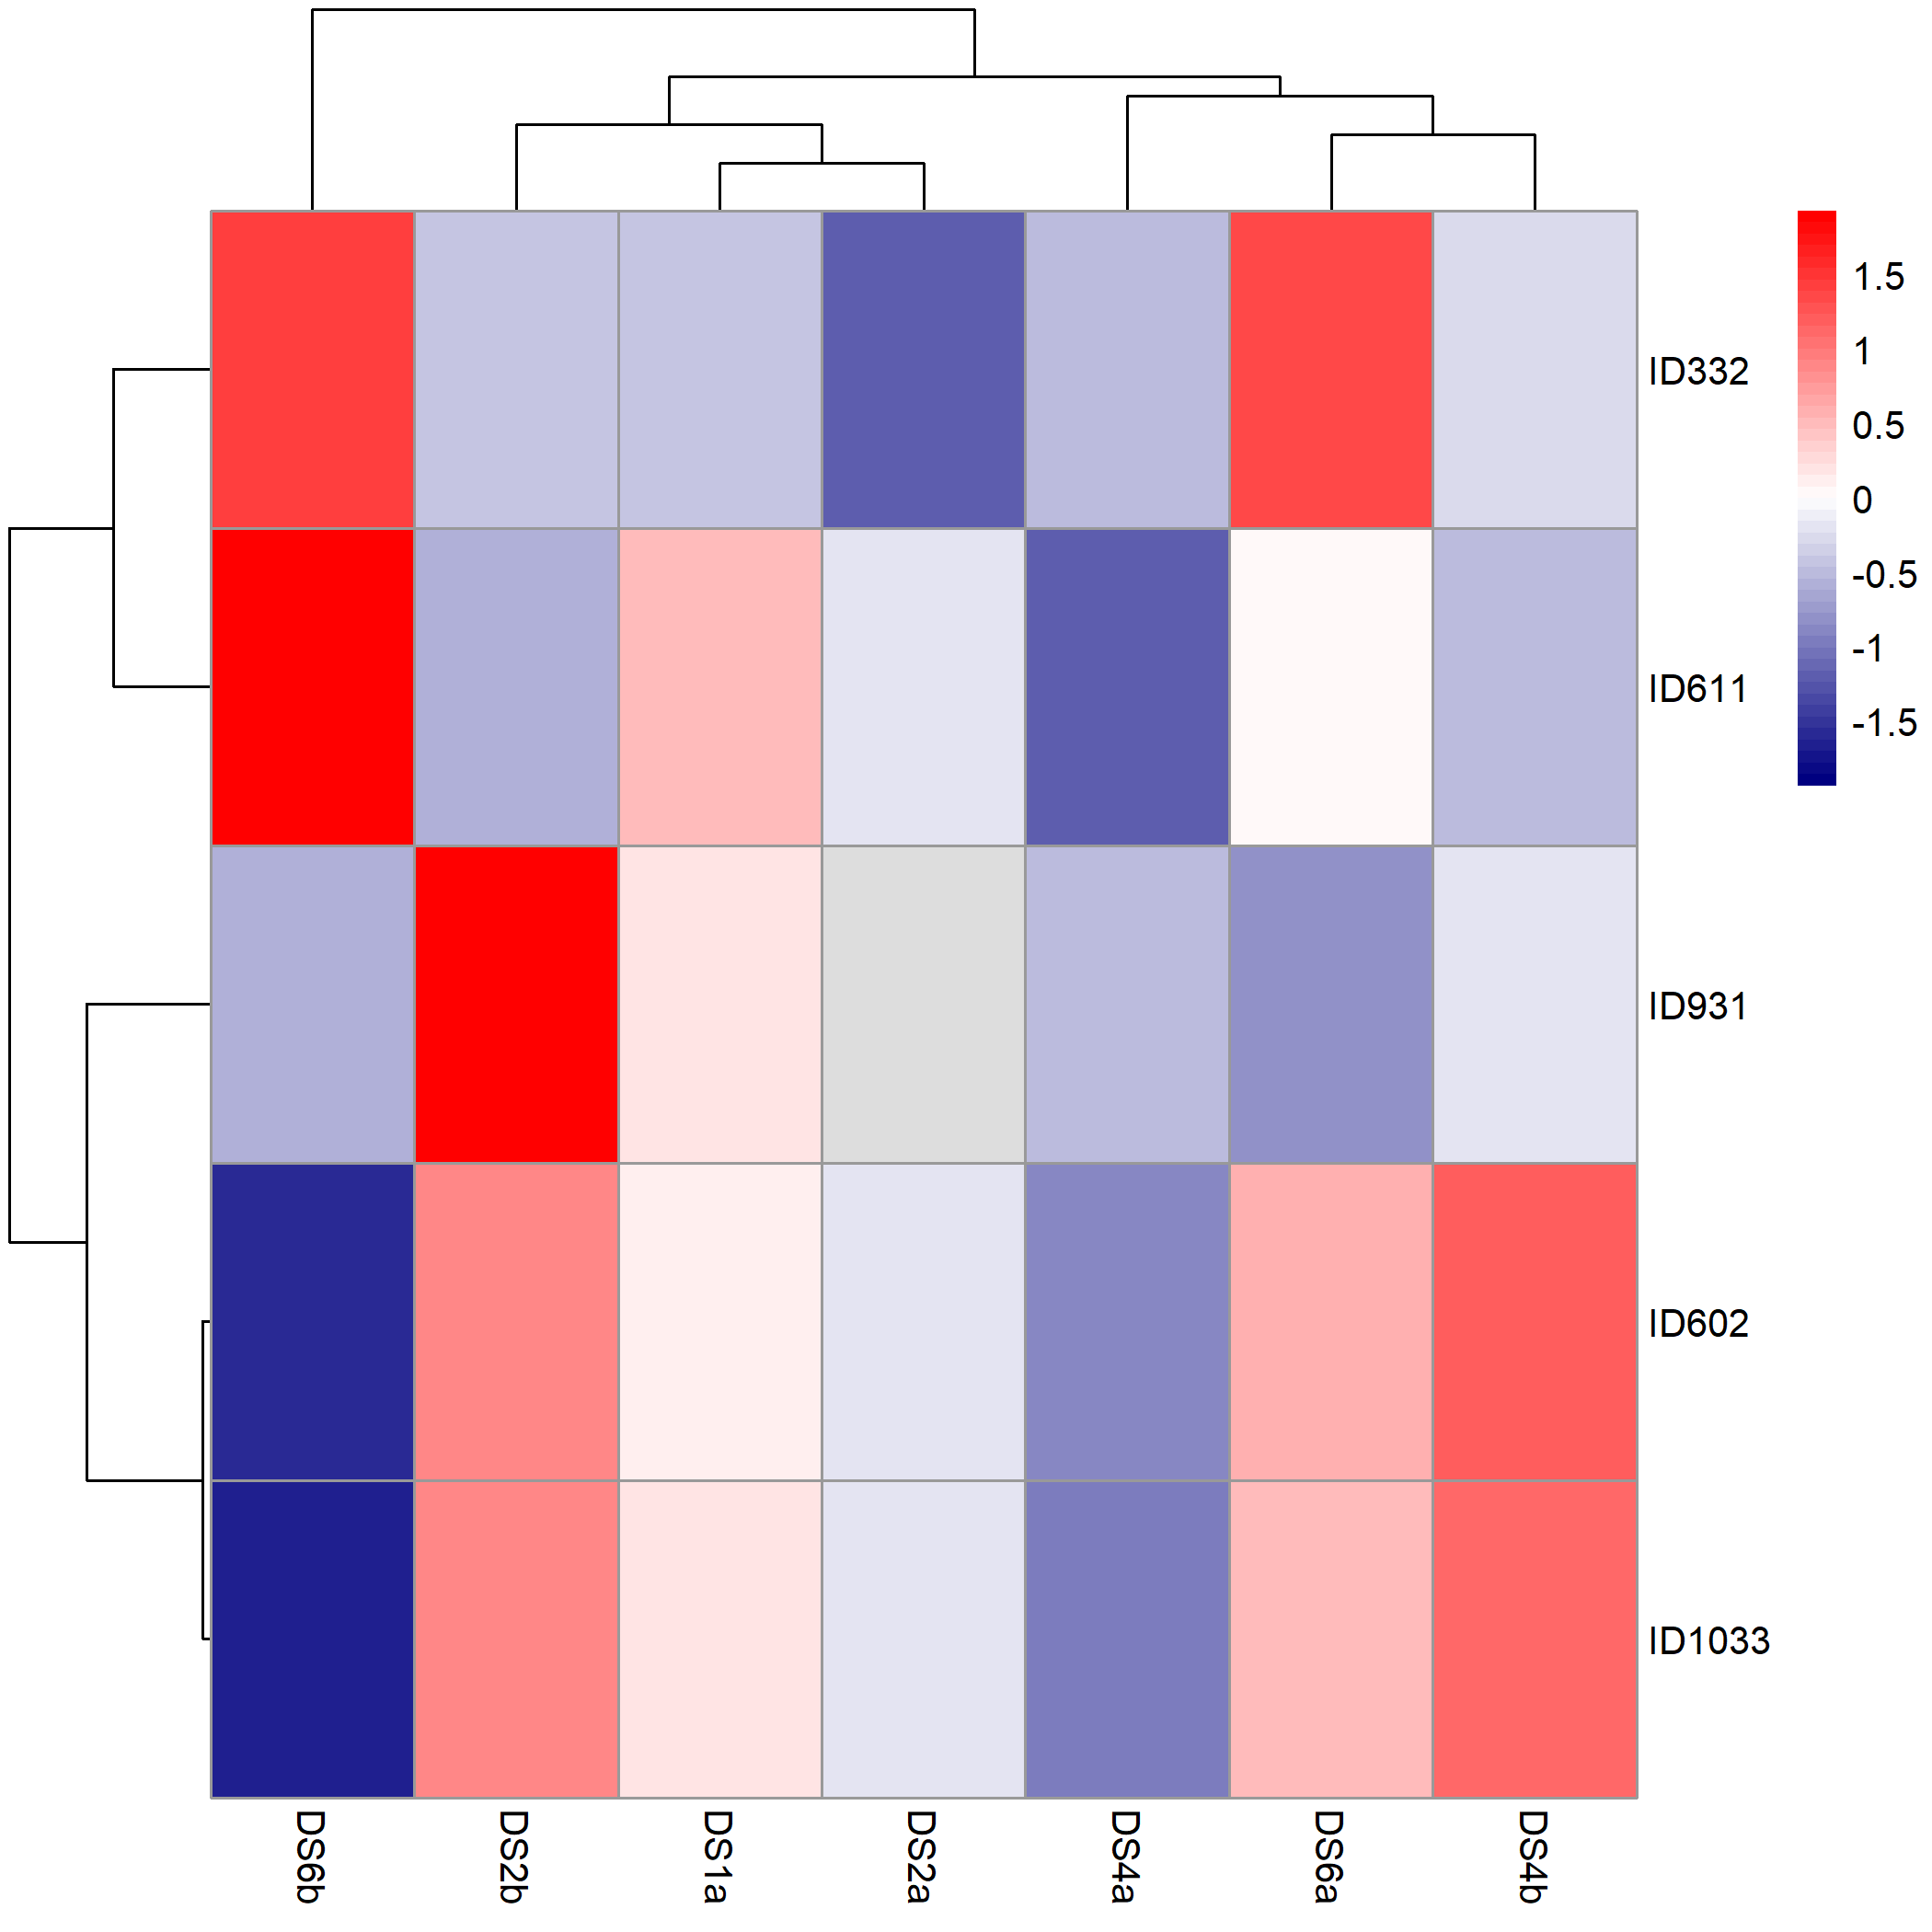 1.5
1
0.5
0
-0.5
-1
-1.5
ID332
ID611
ID931
ID602
ID1033
DS6b
DS2b
DS1a
DS2a
DS4a
DS6a
DS4b